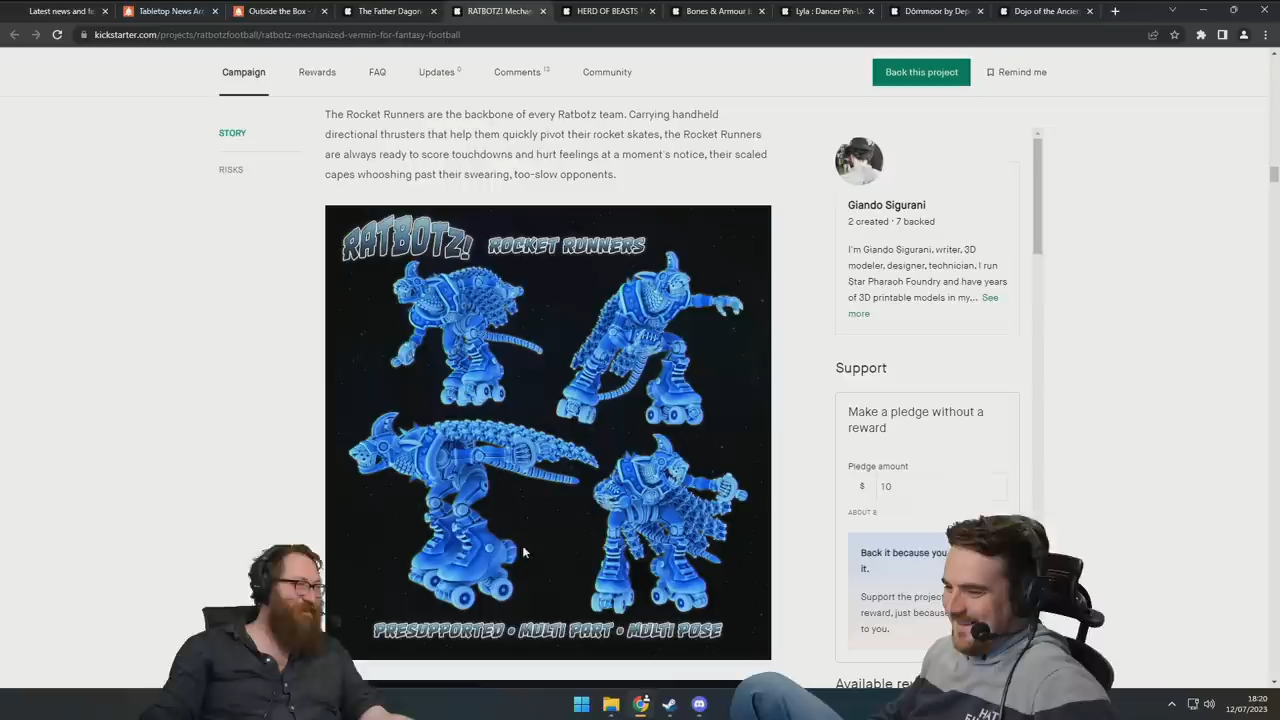 Latest news and fe
Tabletop News Ar
Outside the Box -
The Father Dagon
RATBOTZ! Mechan
HERD OF BEASTS
Bones & Armour
Lyla : Dancer Pin-L
Dômmoor by Dep
Dojo of the Ancien
kickstarter.com/projects/ratbotzfootball/ratbotz-mechanized-vermin-for-fantasy-football
Campaign
Rewards
FAQ
Updates 0
Comments 13
Community
Back this project
Remind me
STORY
RISKS
The Rocket Runners are the backbone of every Ratbotz team. Carrying handheld
directional thrusters that help them quickly pivot their rocket skates, the Rocket Runners
are always ready to score touchdowns and hurt feelings at a moment's notice, their scaled
capes whooshing past their swearing, too-slow opponents.
RATBOTZ! ROCKET RUNNERS
PRESUPPORTED • MULTI PART • MULTI POSE
Giando Sigurani
2 created · 7 backed
I'm Giando Sigurani, writer, 3D
modeler, designer, technician, I run
Star Pharaoh Foundry and have years
of 3D printable models in my... See
more
Support
Make a pledge without a
reward
Pledge amount
$ 10
ABOUT
Back it because you
it.
Support the project
reward, just because
to you.
Available re
HAT
18:20
12/07/2023